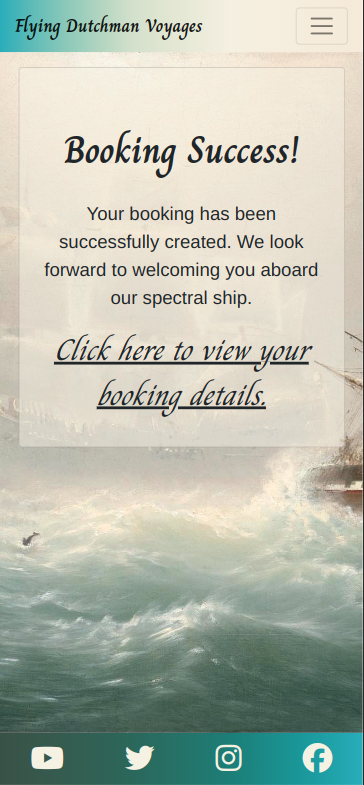 Flying Dutchman Voyages
Booking Success!
Your booking has been
successfully created. We look
forward to welcoming you aboard
our spectral ship.
Click here to view your
booking details.